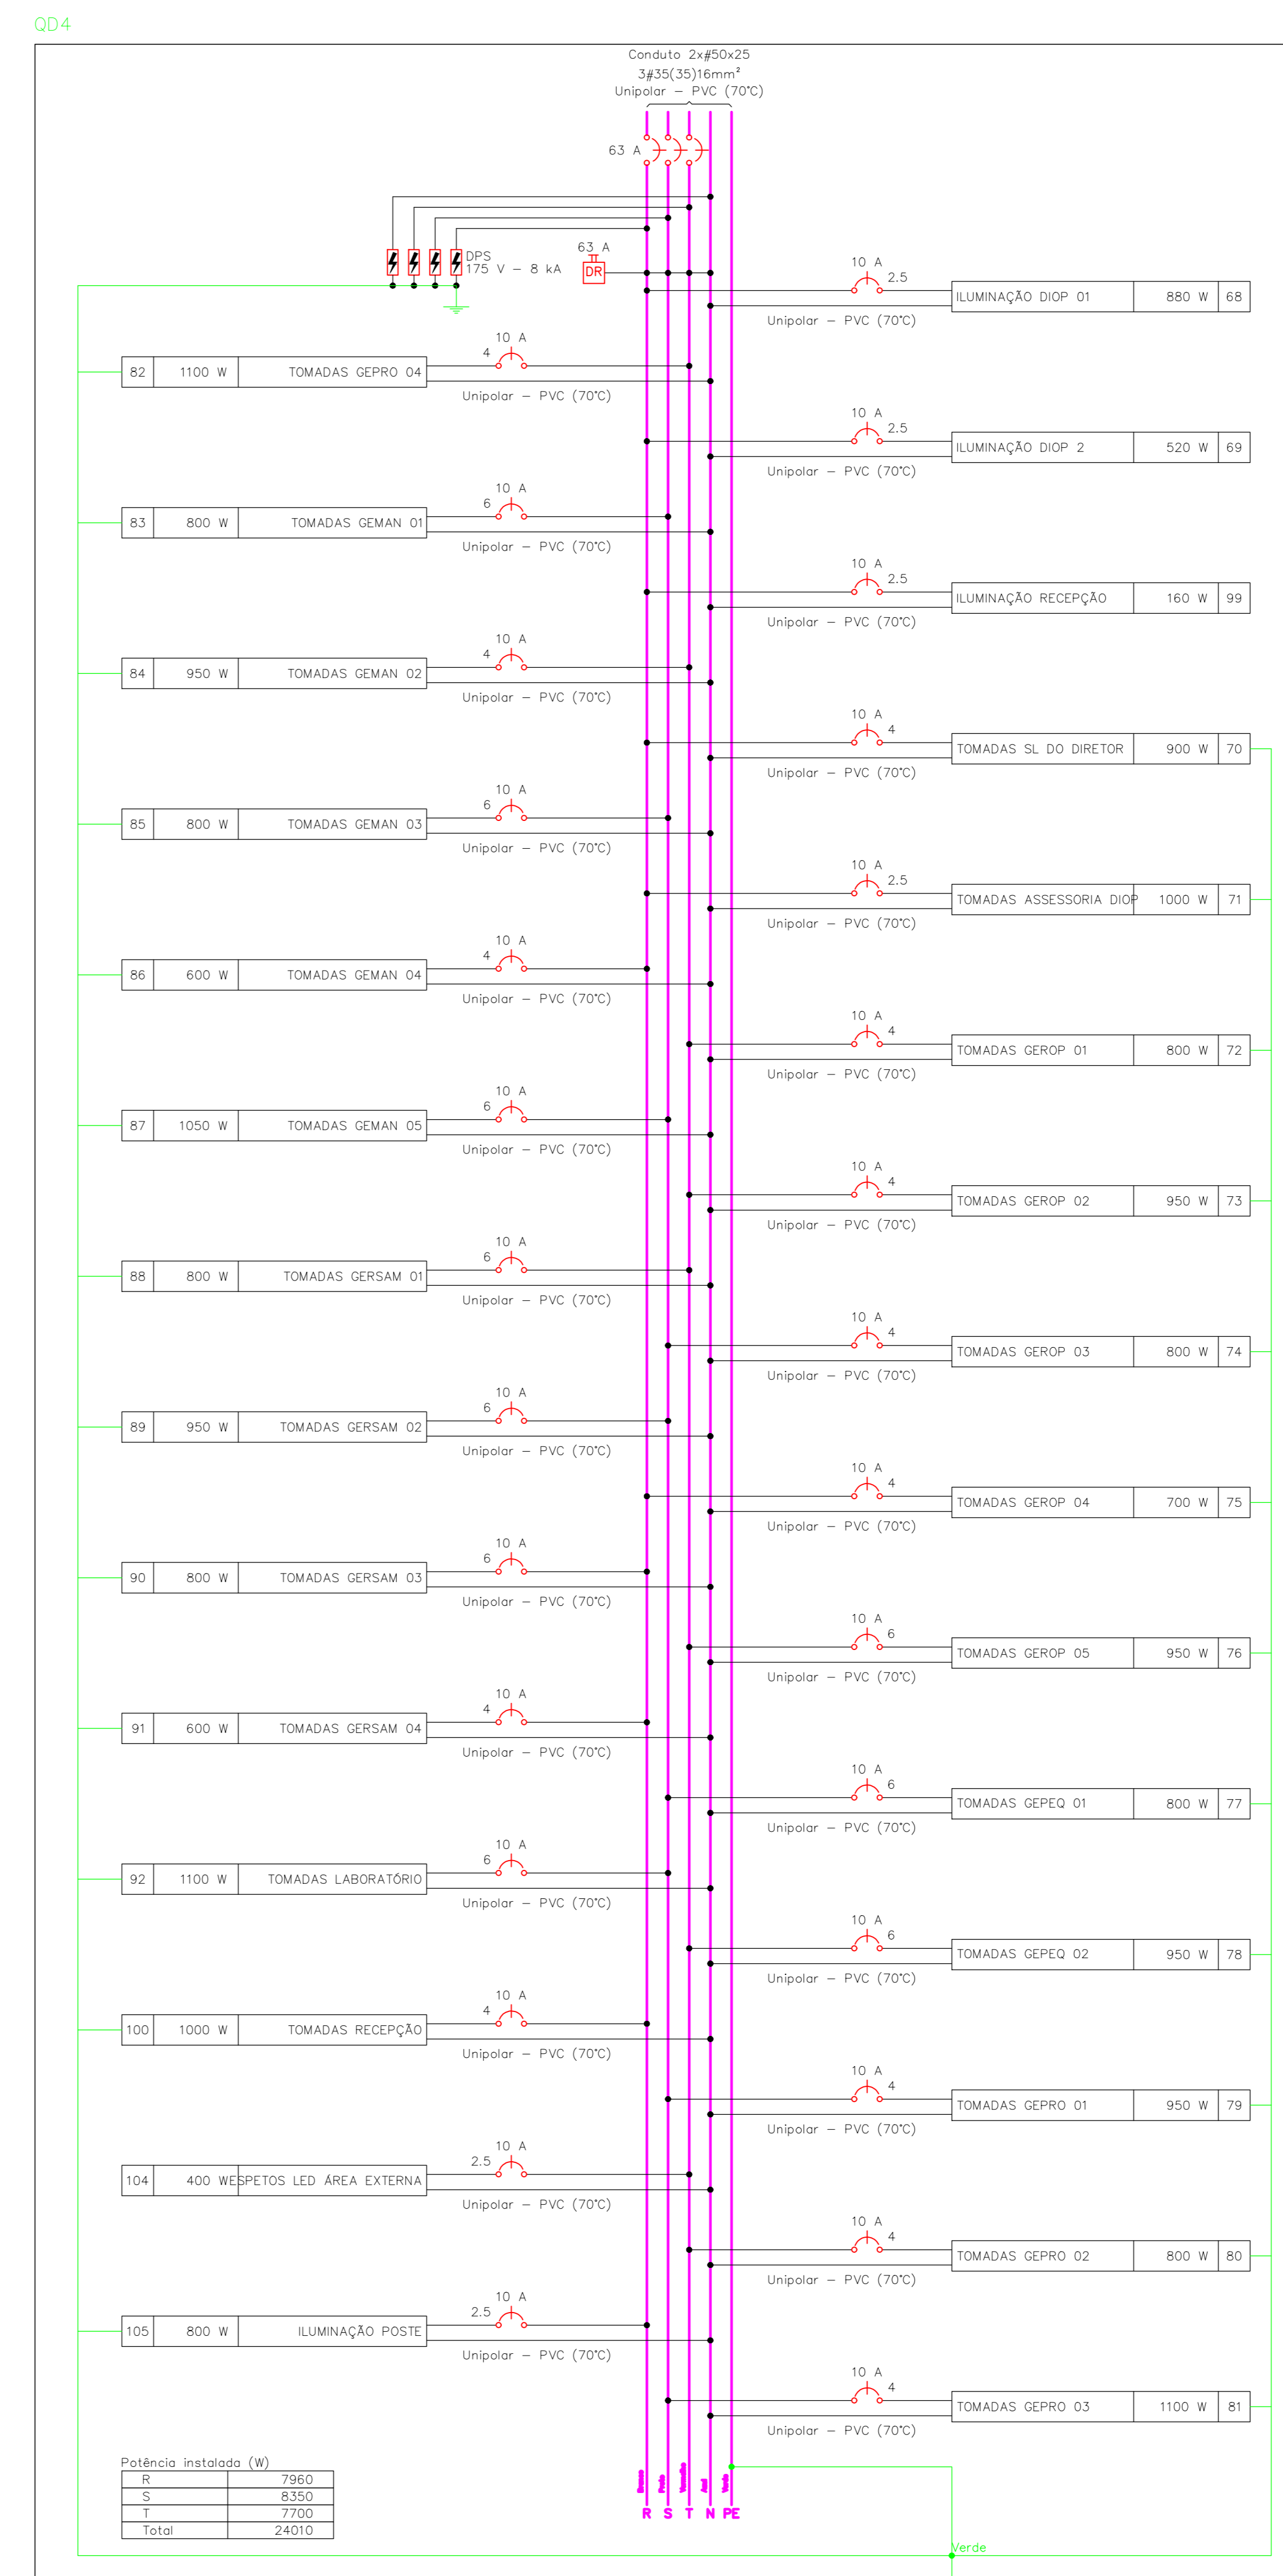 QD4
Conduto 2x#50x25
3#35(35)16mm²
Unipolar – PVC (70°C)
63 A
DPS
175 V – 8 kA
63 A
DR
10 A
2.5
ILUMINAÇÃO DIOP 01 880 W 68
Unipolar – PVC (70°C)
10 A
4
82 1100 W TOMADAS GEPRO 04
Unipolar – PVC (70°C)
10 A
2.5
ILUMINAÇÃO DIOP 2 520 W 69
Unipolar – PVC (70°C)
10 A
6
83 800 W TOMADAS GEMAN 01
Unipolar – PVC (70°C)
10 A
2.5
ILUMINAÇÃO RECEPÇÃO 160 W 99
Unipolar – PVC (70°C)
10 A
4
84 950 W TOMADAS GEMAN 02
Unipolar – PVC (70°C)
10 A
4
TOMADAS SL DO DIRETOR 900 W 70
Unipolar – PVC (70°C)
10 A
6
85 800 W TOMADAS GEMAN 03
Unipolar – PVC (70°C)
10 A
2.5
TOMADAS ASSESSORIA DIOP 1000 W 71
Unipolar – PVC (70°C)
10 A
4
86 600 W TOMADAS GEMAN 04
Unipolar – PVC (70°C)
10 A
4
TOMADAS GEROP 01 800 W 72
Unipolar – PVC (70°C)
10 A
6
87 1050 W TOMADAS GEMAN 05
Unipolar – PVC (70°C)
10 A
4
TOMADAS GEROP 02 950 W 73
Unipolar – PVC (70°C)
10 A
6
88 800 W TOMADAS GERSAM 01
Unipolar – PVC (70°C)
10 A
4
TOMADAS GEROP 03 800 W 74
Unipolar – PVC (70°C)
10 A
6
89 950 W TOMADAS GERSAM 02
Unipolar – PVC (70°C)
10 A
4
TOMADAS GEROP 04 700 W 75
Unipolar – PVC (70°C)
10 A
6
90 800 W TOMADAS GERSAM 03
Unipolar – PVC (70°C)
10 A
6
TOMADAS GEROP 05 950 W 76
Unipolar – PVC (70°C)
10 A
4
91 600 W TOMADAS GERSAM 04
Unipolar – PVC (70°C)
10 A
6
TOMADAS GEPEQ 01 800 W 77
Unipolar – PVC (70°C)
10 A
6
92 1100 W TOMADAS LABORATÓRIO
Unipolar – PVC (70°C)
10 A
6
TOMADAS GEPEQ 02 950 W 78
Unipolar – PVC (70°C)
10 A
4
100 1000 W TOMADAS RECEPÇÃO
Unipolar – PVC (70°C)
10 A
4
TOMADAS GEPRO 01 950 W 79
Unipolar – PVC (70°C)
10 A
2.5
104 400 W ESPETOS LED ÁREA EXTERNA
Unipolar – PVC (70°C)
10 A
4
TOMADAS GEPRO 02 800 W 80
Unipolar – PVC (70°C)
10 A
2.5
105 800 W ILUMINAÇÃO POSTE
Unipolar – PVC (70°C)
10 A
4
TOMADAS GEPRO 03 1100 W 81
Unipolar – PVC (70°C)
Potência instalada (W)
R 7960
S 8350
T 7700
Total 24010
Branco
Preto
Vermelho
Azul
Verde
R S T N PE
Verde